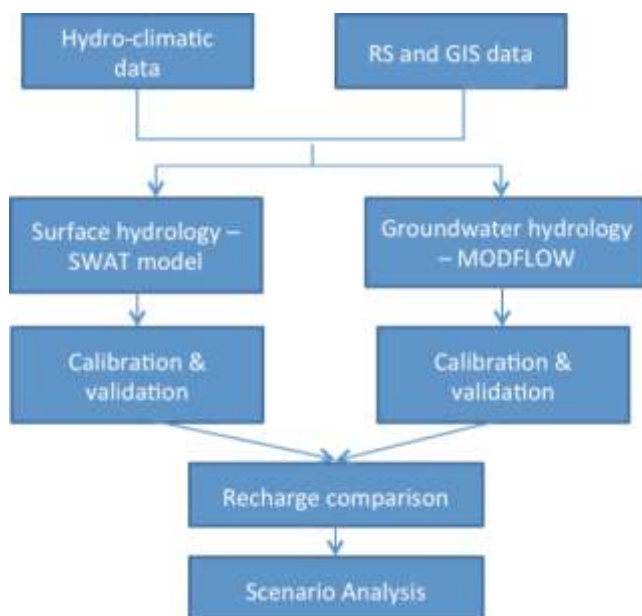 Hydro-climatic
data
RS and GIS data
Surface hydrology –
SWAT model
Groundwater hydrology
– MODFLOW
Calibration &
validation
Calibration &
validation
Recharge comparison
Scenario Analysis